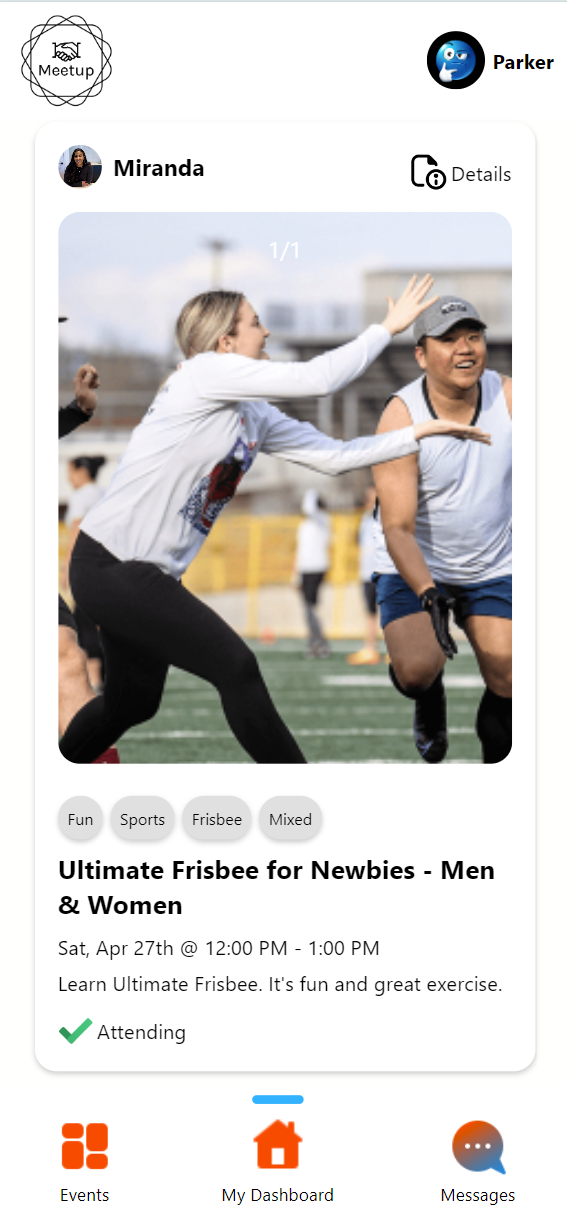 Meetup
Parker
Miranda
Details
1/1
Fun
Sports
Frisbee
Mixed
Ultimate Frisbee for Newbies - Men
& Women
Sat, Apr 27th @ 12:00 PM - 1:00 PM
Learn Ultimate Frisbee. It's fun and great exercise.
Attending
Events
My Dashboard
Messages